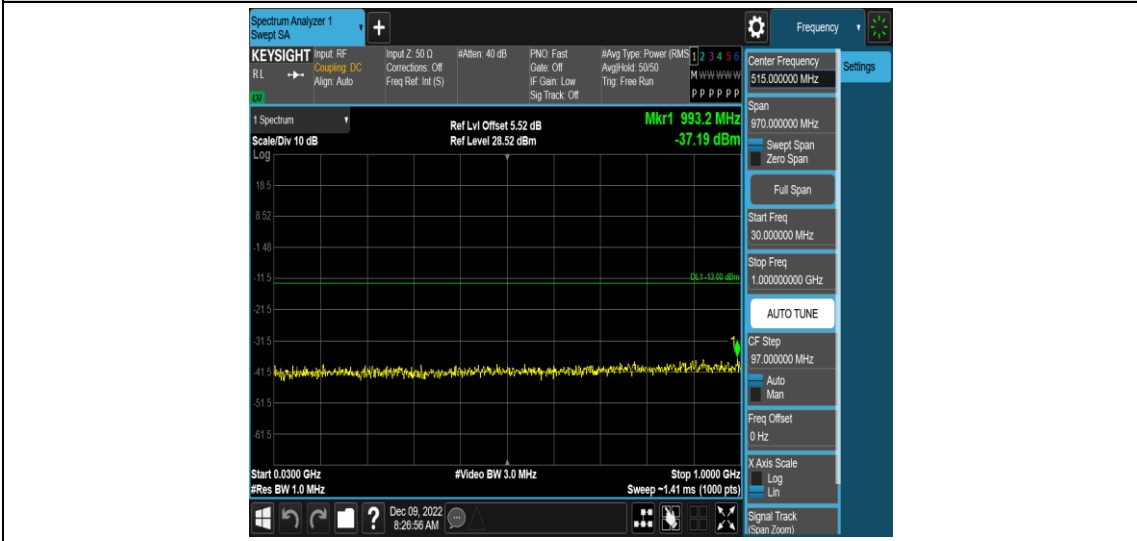 Spectrum Analyzer 1
Swept SA
+
Frequency
KEYSIGHT
RL
Input: RF
Coupling: DC
Align: Auto
Input Z: 50 Ω
Corrections: Off
Freq Ref: Int (S)
#Atten: 40 dB
PNO: Fast
Gate: Off
IF Gain: Low
Sig Track: Off
#Avg Type: Power (RMS
Avg|Hold: 50/50
Trig: Free Run
1 2 3 4 5 6
M W W W W W
P P P P P P
1 Spectrum
Scale/Div 10 dB
Log
Ref Lvl Offset 5.52 dB
Ref Level 28.52 dBm
Mkr1 993.2 MHz
-37.19 dBm
18.5
8.52
-1.48
-11.5
-21.5
-31.5
-41.5
-51.5
-61.5
DL1 -13.00 dBm
1
Start 0.0300 GHz
#Res BW 1.0 MHz
#Video BW 3.0 MHz
Stop 1.0000 GHz
Sweep ~1.41 ms (1000 pts)
?
Dec 09, 2022
8:26:56 AM
Center Frequency
515.000000 MHz
Settings
Span
970.000000 MHz
Swept Span
Zero Span
Full Span
Start Freq
30.000000 MHz
Stop Freq
1.000000000 GHz
AUTO TUNE
CF Step
97.000000 MHz
Auto
Man
Freq Offset
0 Hz
X Axis Scale
Log
Lin
Signal Track
(Span Zoom)